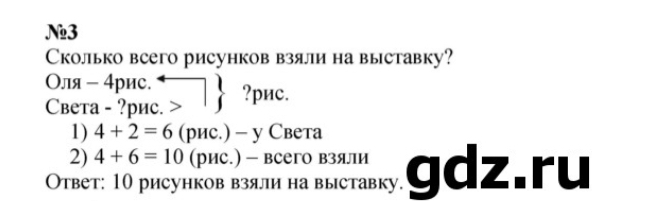 №3
Сколько всего рисунков взяли на выставку?
Оля – 4рис.
Света - ?рис. >
?рис.
1) 4 + 2 = 6 (рис.) – у Света
2) 4 + 6 = 10 (рис.) – всего взяли
Ответ: 10 рисунков взяли на выставку.
gdz.ru